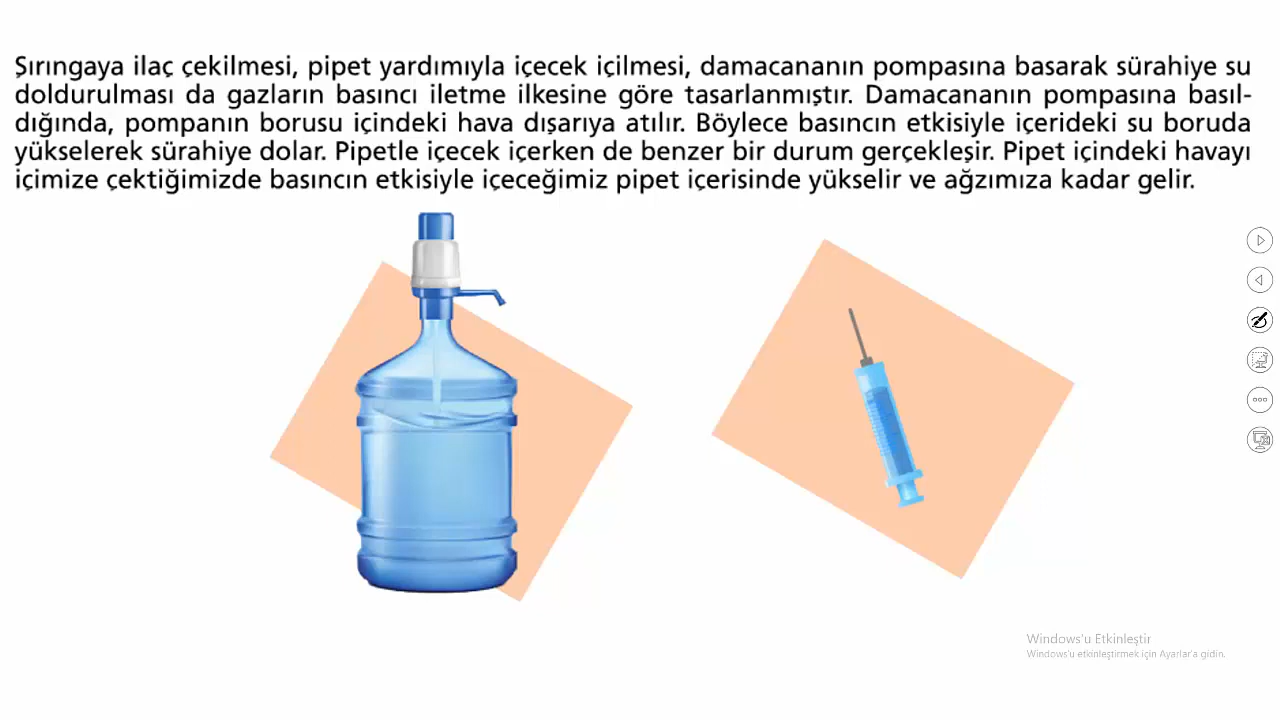 Şırıngaya ilaç çekilmesi, pipet yardımıyla içecek içilmesi, damacananın pompasına basarak sürahiye su
doldurulması da gazların basıncı iletme ilkesine göre tasarlanmıştır. Damacananın pompasına basıl-
dığında, pompanın borusu içindeki hava dışarıya atılır. Böylece basıncın etkisiyle içerideki su boruda
yükselerek sürahiye dolar. Pipetle içecek içerken de benzer bir durum gerçekleşir. Pipet içindeki havayı
içimize çektiğimizde basıncın etkisiyle içeceğimiz pipet içerisinde yükselir ve ağzımıza kadar gelir.
Windows'u Etkinleştir
Windows'u etkinleştirmek için Ayarlar'a gidin.